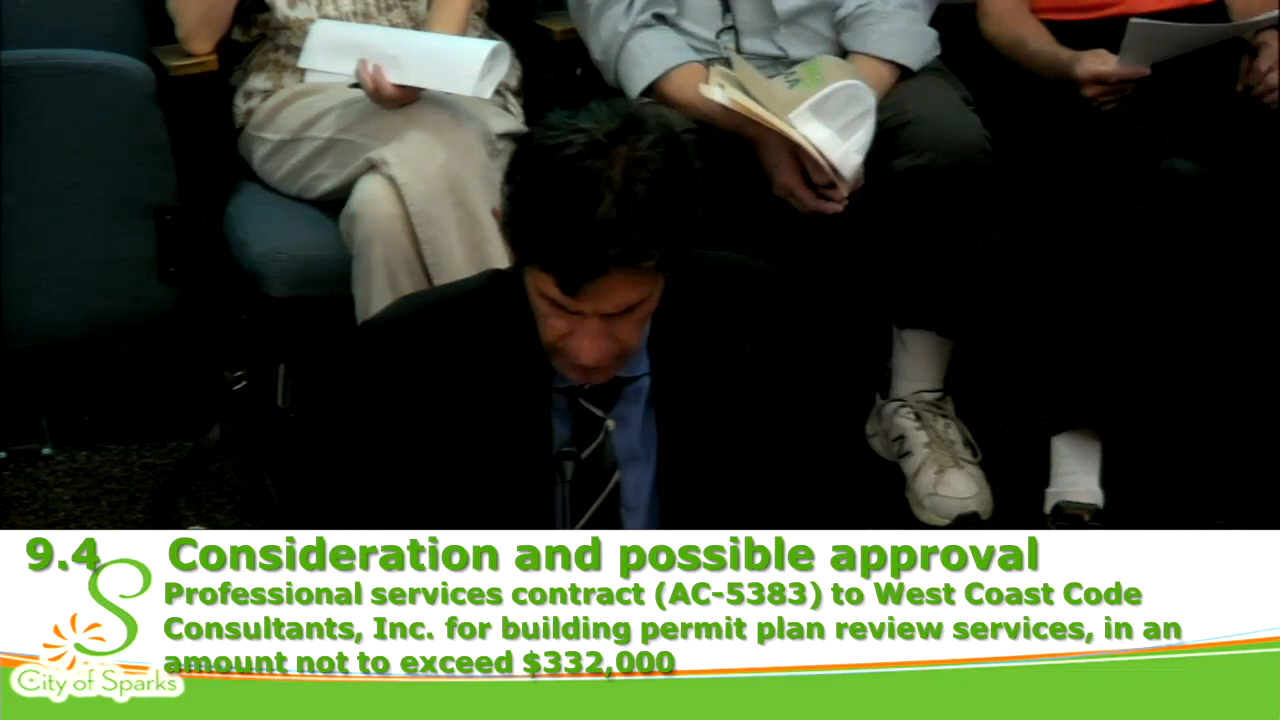 9.4 Consideration and possible approval
Professional services contract (AC-5383) to West Coast Code
Consultants, Inc. for building permit plan review services, in an
amount not to exceed $332,000
S
City of Sparks